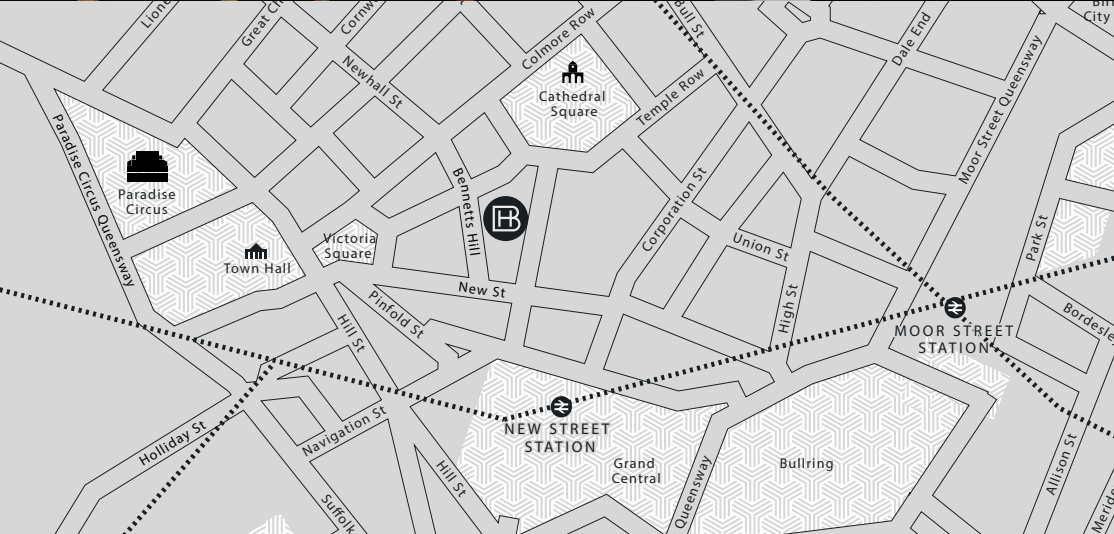 Great
Newhall St
Colmore Row
Bull St
Dale End
City
Cathedral
Square
Temple Row
Moor Street Queensway
Paradise Circus Queensway
Paradise
Circus
Bennetts Hill
HB
Corporation St
Victoria
Square
Town Hall
Union St
Park St
New St
Pinfold St
Hill St
High St
MOOR STREET
STATION
NEW STREET
STATION
Navigation St
Holliday St
Grand
Central
Bullring
Hill St
Queensway
Suffolk
Allison St